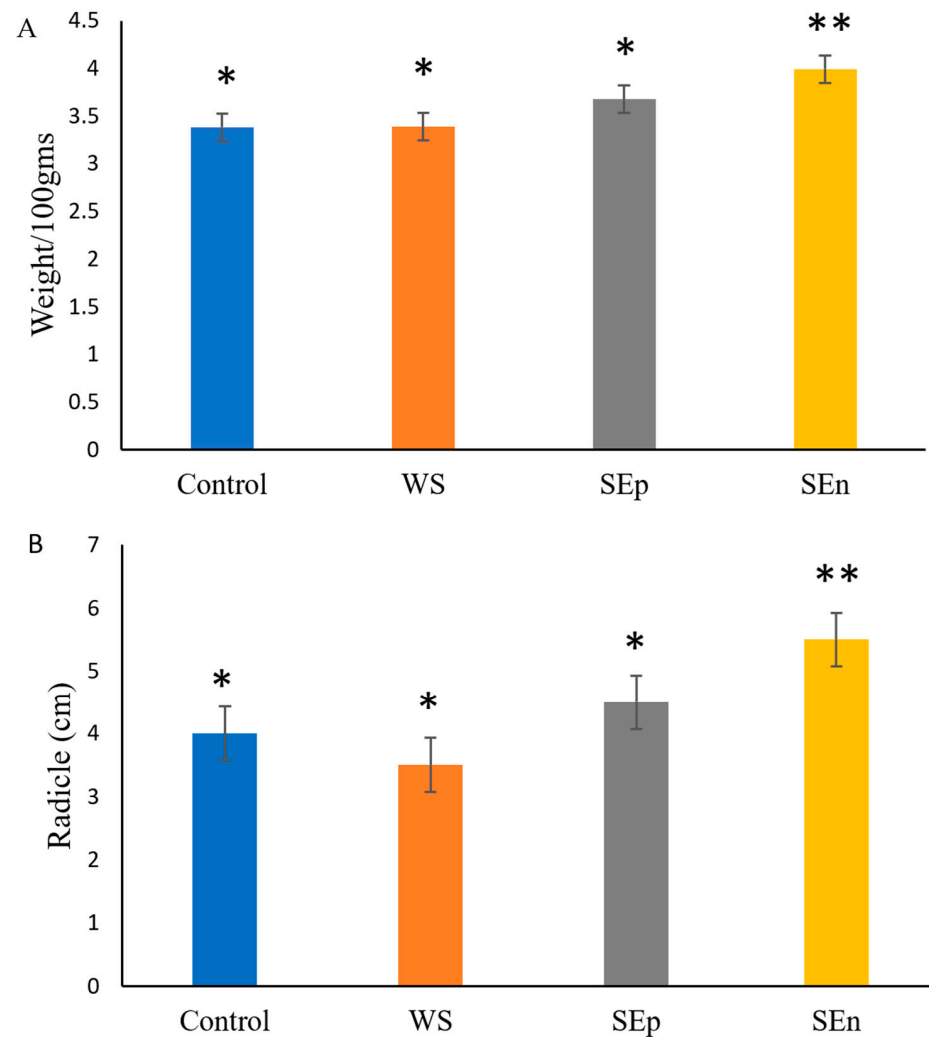 A
Weight/100gms
4.5
4
3.5
3
2.5
2
1.5
1
0.5
0
* * * **
Control WS SEp SEn
B
Radicle (cm)
7
6
5
4
3
2
1
0
* * * **
Control WS SEp SEn